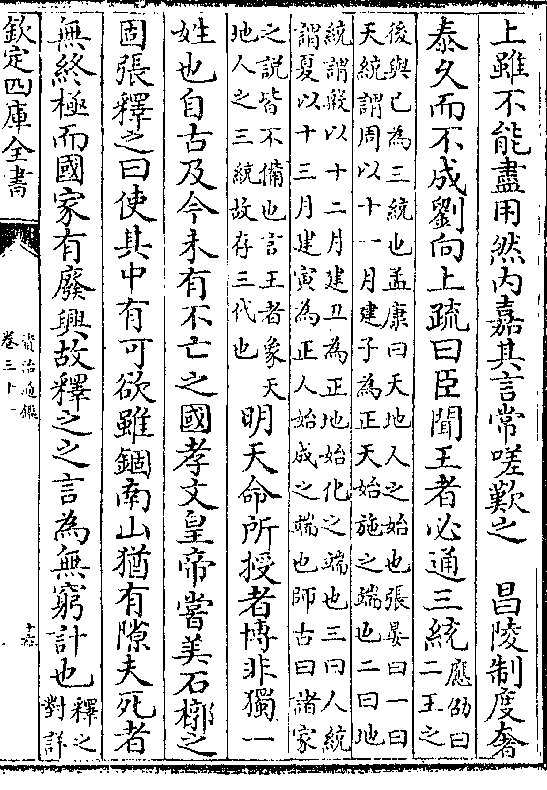 上雖不能盡用然内嘉其言常嗟歎之　昌陵制度奢
泰久而不成劉向上疏曰臣聞王者必通三統應劭曰二王之
後與已為三統也孟康曰天地人之始也張晏曰一曰
天統謂周以十一月建子為正天始施之端也二曰地
統謂殷以十二月建丑為正地始化之端也三曰人統
謂夏以十三月建寅為正人始成之端也師古曰諸家
之説皆不備也言王者象天地人之三統故存三代也明天命所授者博非獨一
姓也自古及今未有不亡之國孝文皇帝嘗美石槨之
固張釋之曰使其中有可欲雖錮南山猶有隙夫死者
無終極而國家有廢興故釋之之言為無窮計也釋之對詳
欽定四庫全書
資治通鑑
卷三十一